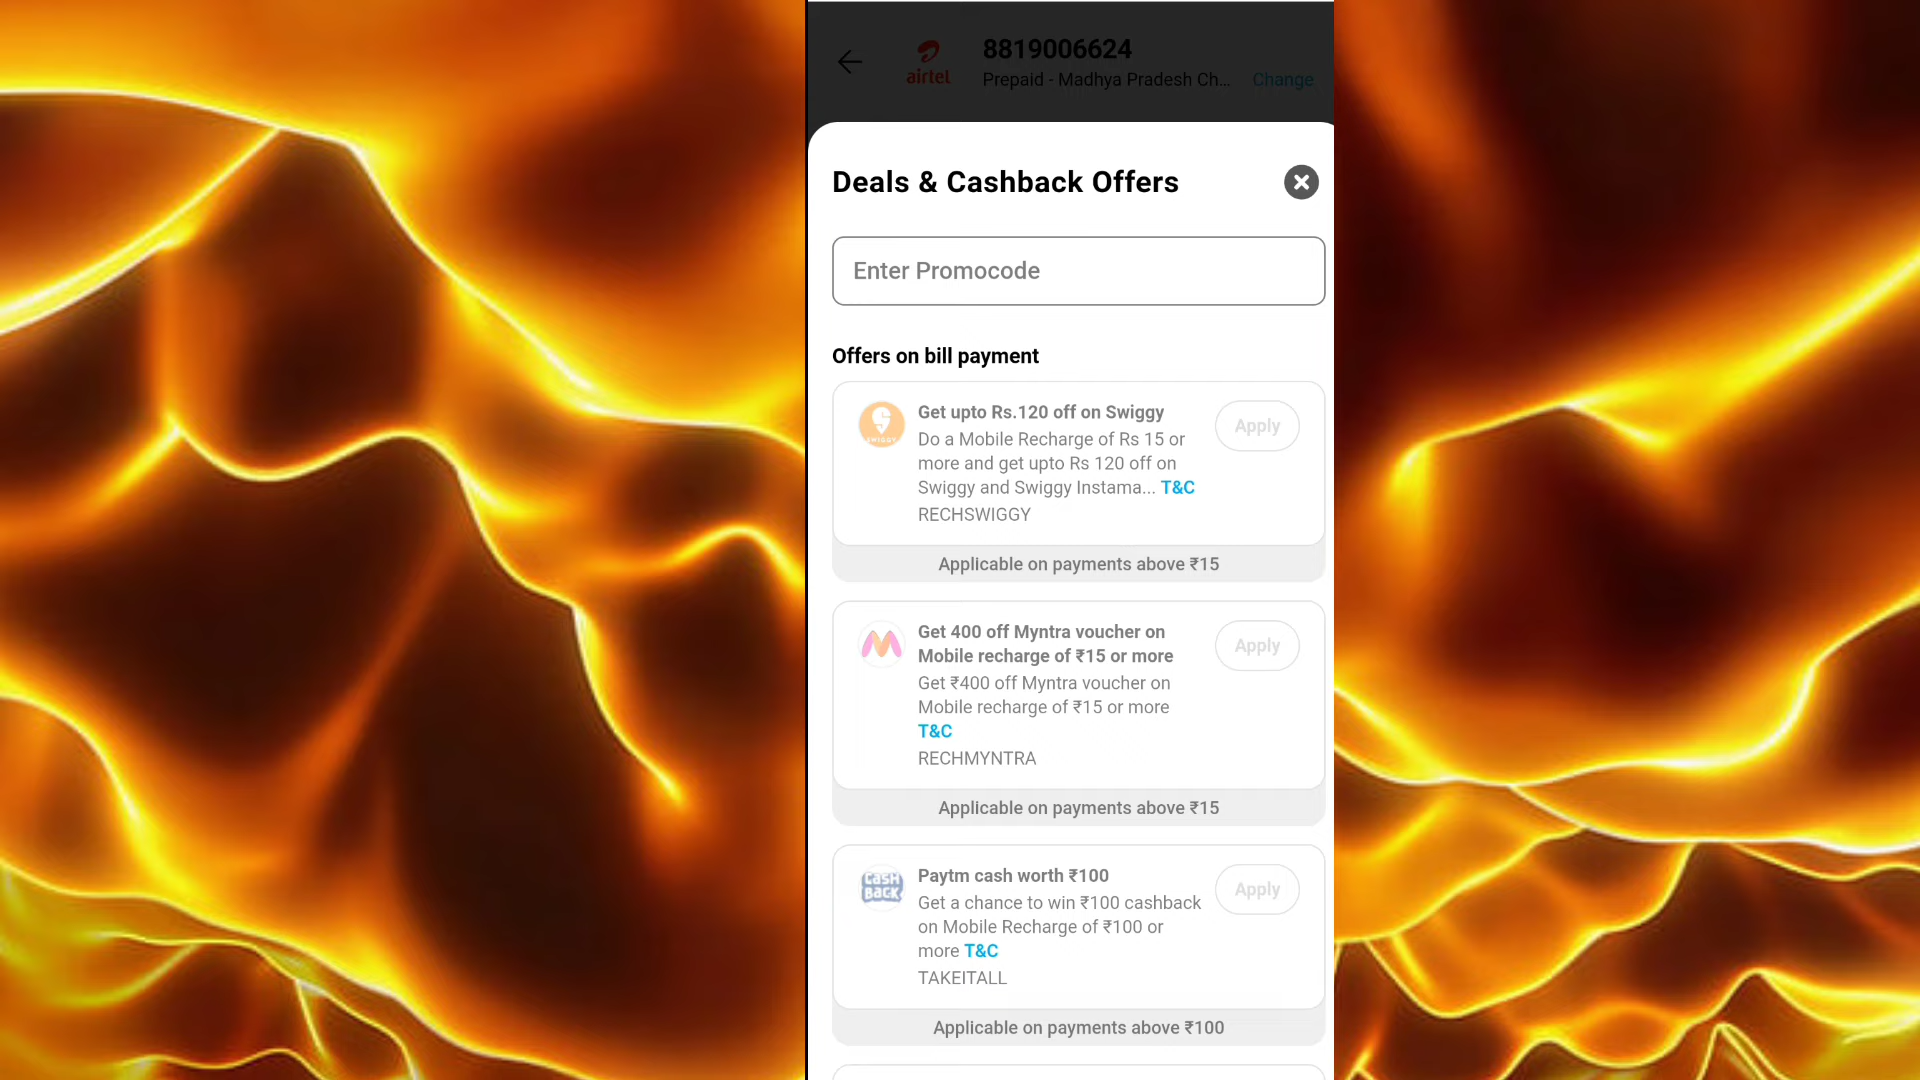 8819006624
airtel
Prepaid - Madhya Pradesh Ch... Change
Deals & Cashback Offers
Enter Promocode
Offers on bill payment
Get upto Rs.120 off on Swiggy
Apply
Do a Mobile Recharge of Rs 15 or
more and get upto Rs 120 off on
Swiggy and Swiggy Instama... T&C
SWIGGY
RECHSWIGGY
Applicable on payments above ₹15
Get 400 off Myntra voucher on
Mobile recharge of ₹15 or more
Apply
Get ₹400 off Myntra voucher on
Mobile recharge of ₹15 or more
T&C
RECHMYNTRA
Applicable on payments above ₹15
CASH
BACK
Paytm cash worth ₹100
Apply
Get a chance to win ₹100 cashback
on Mobile Recharge of ₹100 or
more T&C
TAKEITALL
Applicable on payments above ₹100